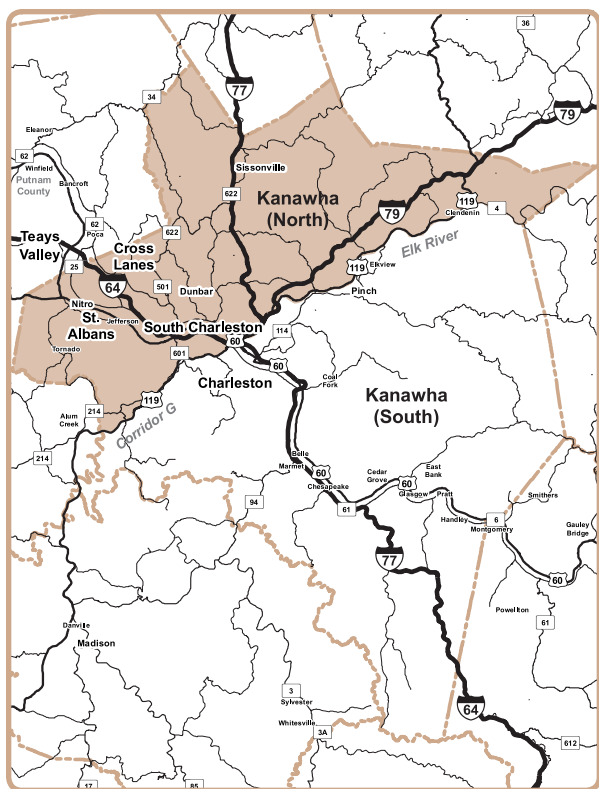 36
77
79
34
Eleanor
62
Winfield
Putnam
County
Bancroft
Sissonville
622
Kanawha
(North)
79
119
Clendenin
4
62
Poca
622
Teays
Valley
Cross
Lanes
Elk River
25
119
Elkview
64
501
Dunbar
Pinch
Nitro
St.
Albans
Jefferson
South Charleston
114
60
Tornado
601
60
Charleston
Coal
Fork
Kanawha
(South)
119
214
Alum
Creek
Corridor G
214
Belle
Marmet
60
Cedar
Grove
East
Bank
60
Chesapeake
Glasgow
Pratt
Smithers
94
61
Handley
6
Montgomery
Gauley
Bridge
77
60
Powellton
61
Danville
Madison
3
Sylvester
64
Whitesville
3A
612
17
85